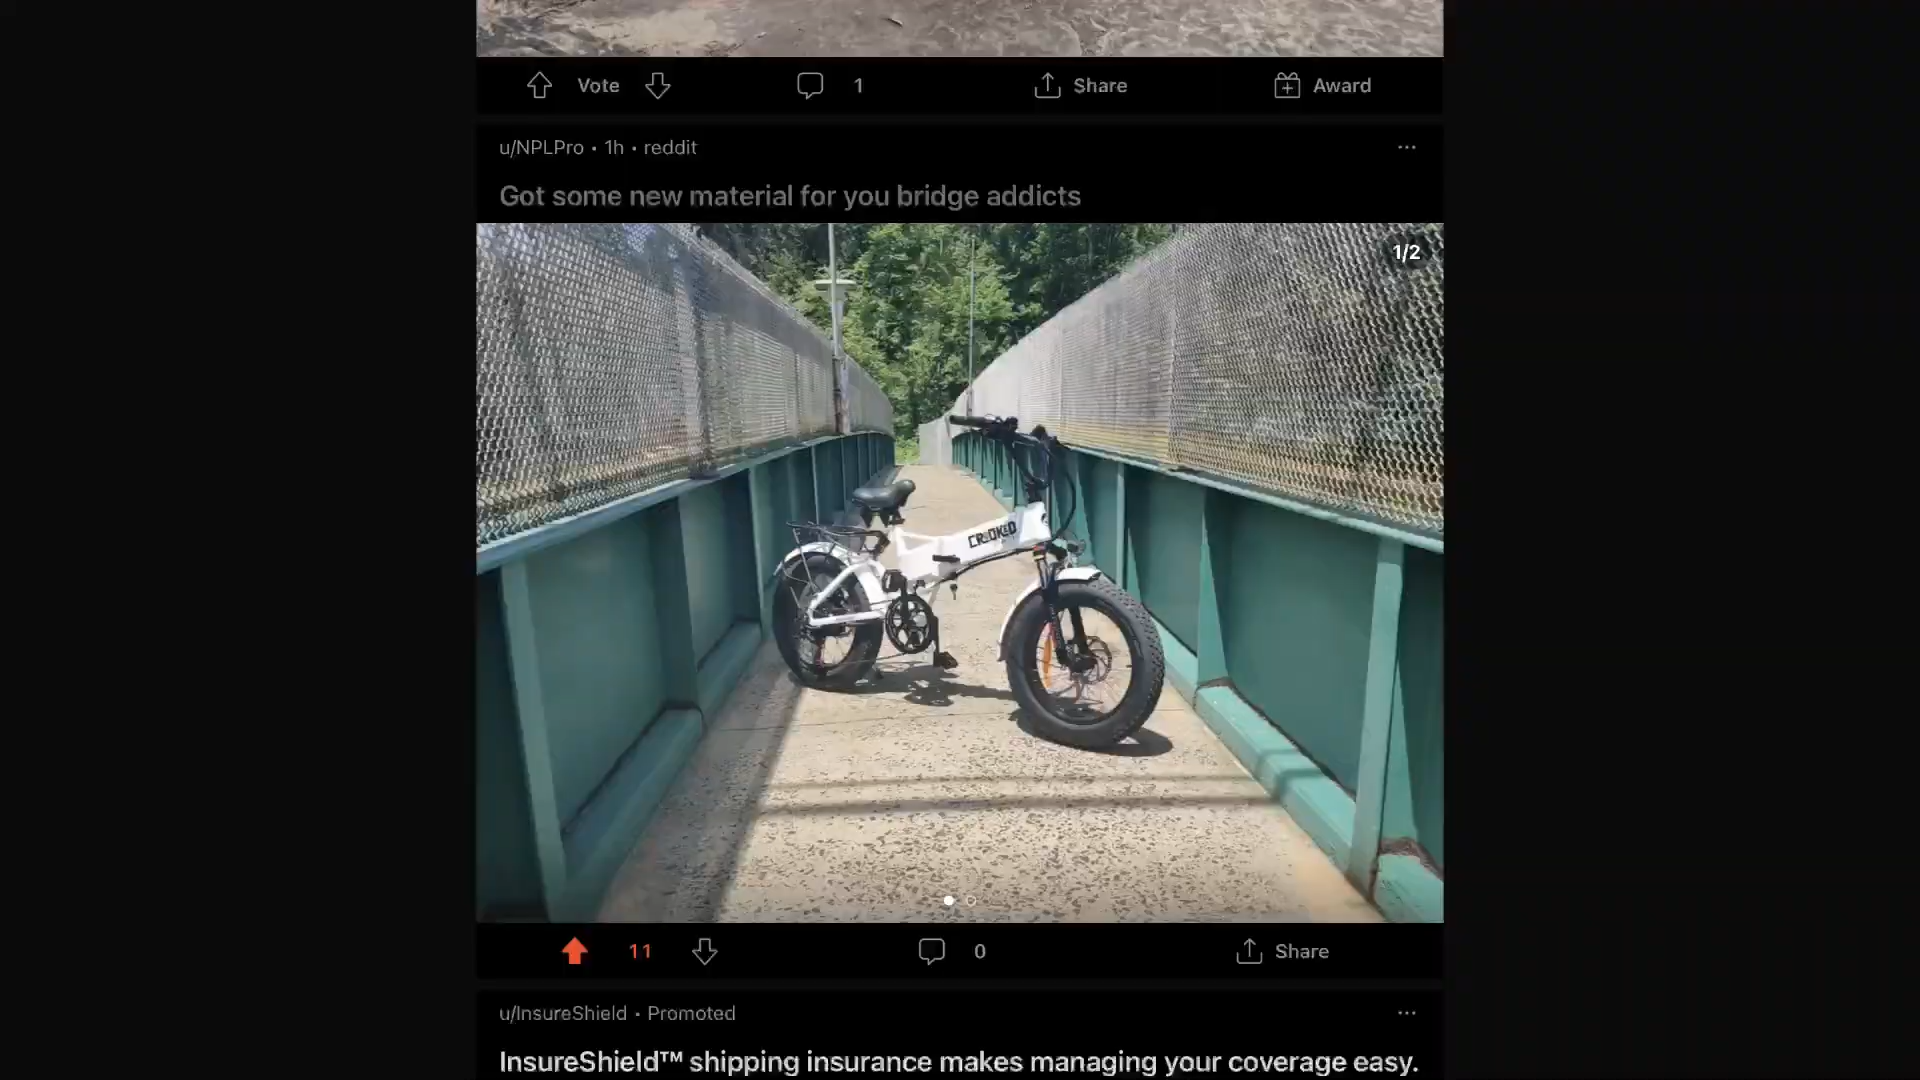 Vote
1
Share
Award
u/NPLPro • 1h • reddit
Got some new material for you bridge addicts
1/2
CROOKED
11
0
Share
u/InsureShield • Promoted
InsureShield™ shipping insurance makes managing your coverage easy.